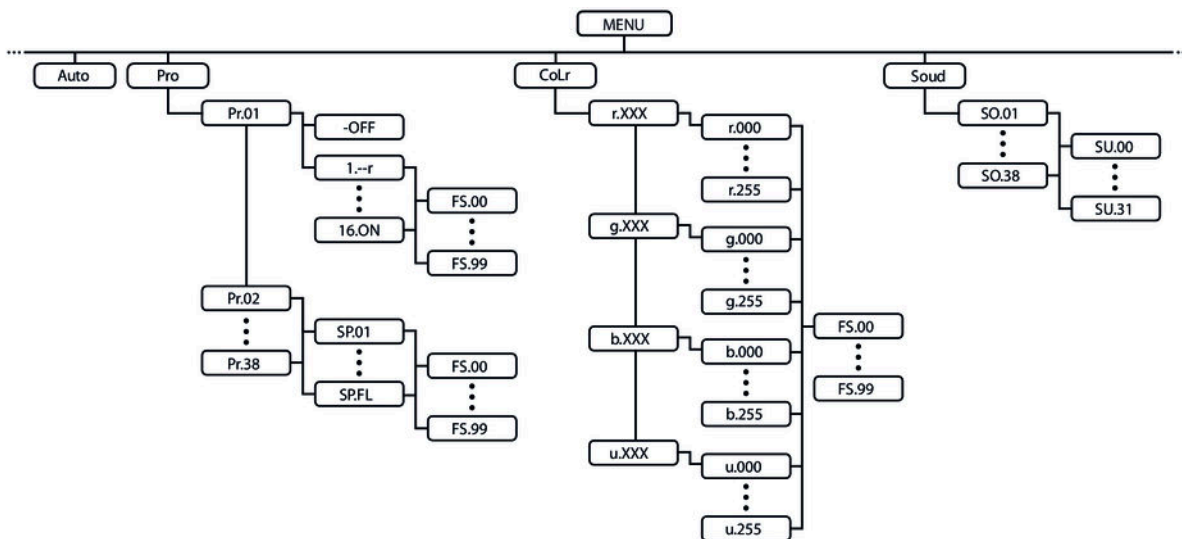 MENU
Auto
Pro
CoLr
Soud
Pr.01
-OFF
1.--r
16.ON
FS.00
FS.99
Pr.02
Pr.38
SP.01
SP.FL
FS.00
FS.99
r.XXX
r.000
r.255
g.XXX
g.000
g.255
b.XXX
b.000
b.255
u.XXX
u.000
u.255
FS.00
FS.99
SO.01
SO.38
SU.00
SU.31